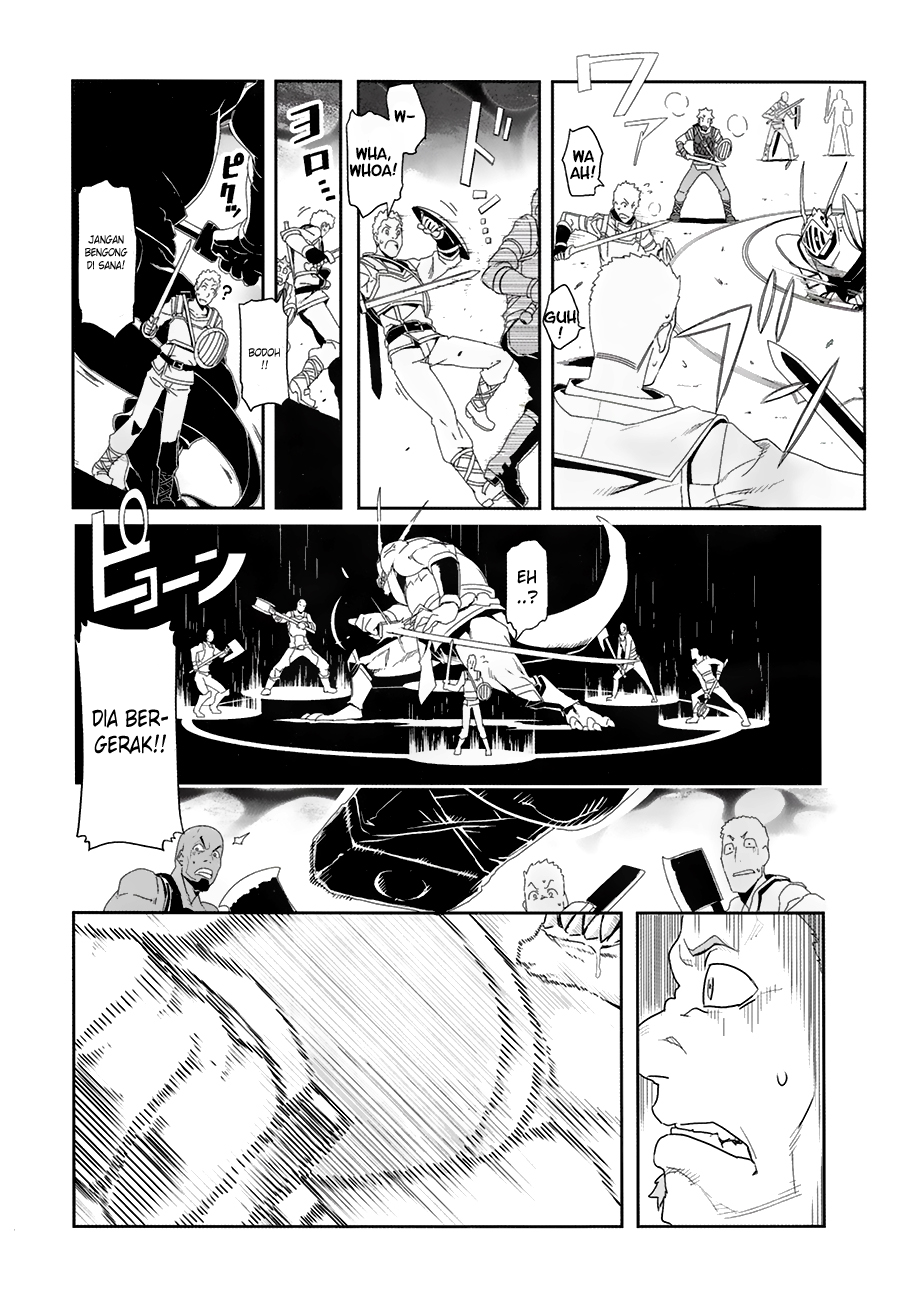 ワァ
WA
AH!
GUH
!
W-
WHA,
WHOA!
ドン…
ヨロ…
BODOH
!!
ピクッ
?
JANGAN
BENGONG
DI SANA!
EH
..?
ピョーン
DIA BER-
GERAK!!